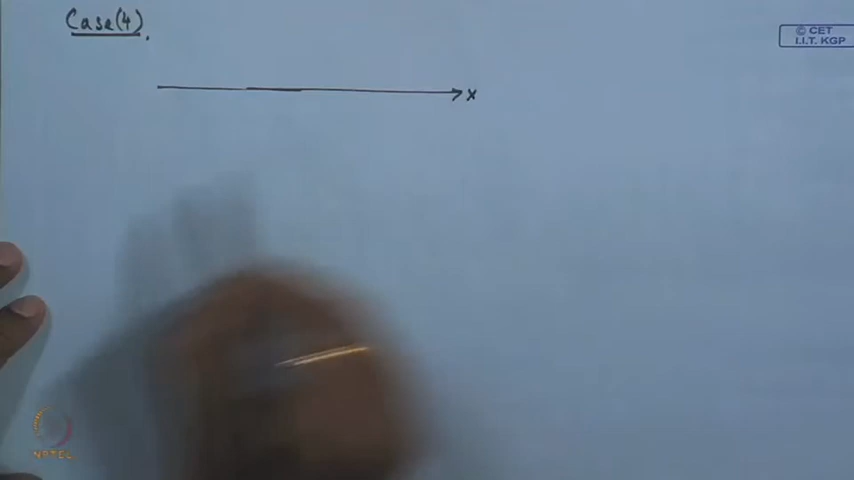 Case(4).
© CET
I.I.T. KGP
x
NPTEL